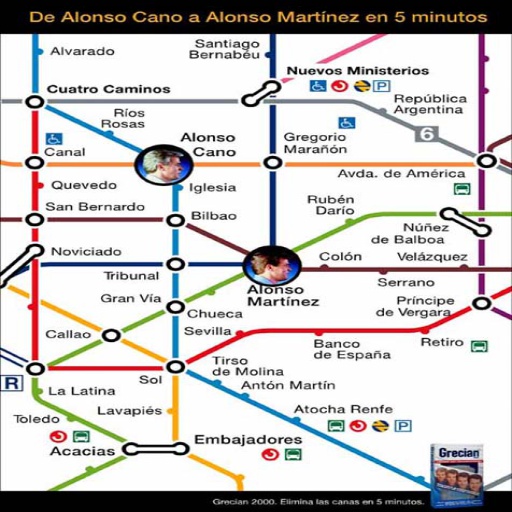 De Alonso Cano a Alonso Martínez en 5 minutos
Alvarado
Santiago
Bernabéu
Cuatro Caminos
Nuevos Ministerios
P
Ríos
Rosas
República
Argentina
Alonso
Cano
Gregorio
Marañón
6
Canal
Avda. de América
Quevedo
Iglesia
Rubén
Darío
San Bernardo
Bilbao
Núñez
de Balboa
Noviciado
Colón
Velázquez
Tribunal
Serrano
Alonso
Martínez
Gran Vía
Chueca
Príncipe
de Vergara
Callao
Sevilla
Banco
de España
Retiro
R
Sol
Tirso
de Molina
La Latina
Antón Martín
Lavapiés
Toledo
Atocha Renfe
P
Acacias
Embajadores
Grecian
Grecian 2000. Elimina las canas en 5 minutos.